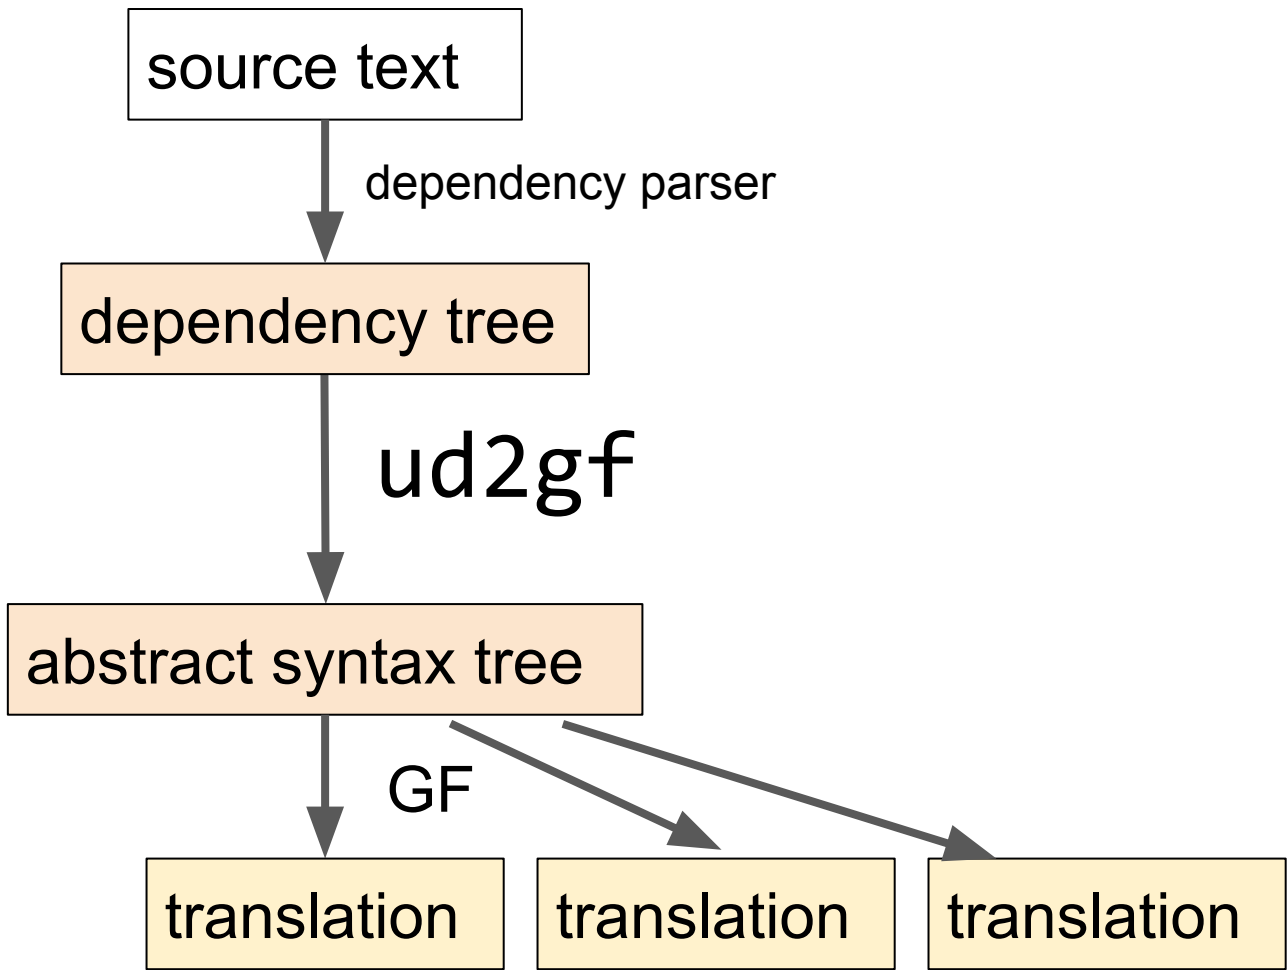 source text
dependency parser
dependency tree
ud2gf
abstract syntax tree
GF
translation
translation
translation